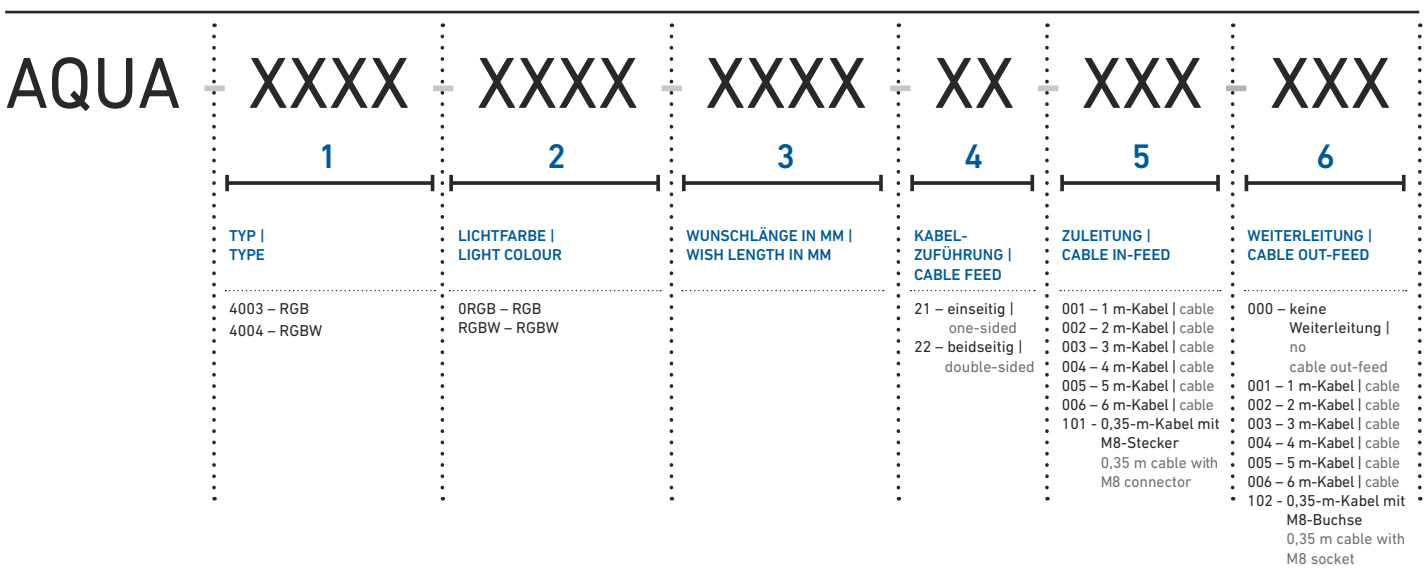 AQUA - XXXX - XXXX - XXXX - XX - XXX - XXX
1 2 3 4 5 6
TYP |
TYPE
4003 – RGB
4004 – RGBW
LICHTFARBE |
LIGHT COLOUR
0RGB – RGB
RGBW – RGBW
WUNSCHLÄNGE IN MM |
WISH LENGTH IN MM
KABEL-
ZUFÜHRUNG |
CABLE FEED
21 – einseitig |
one-sided
22 – beidseitig |
double-sided
ZULEITUNG |
CABLE IN-FEED
001 – 1 m-Kabel | cable
002 – 2 m-Kabel | cable
003 – 3 m-Kabel | cable
004 – 4 m-Kabel | cable
005 – 5 m-Kabel | cable
006 – 6 m-Kabel | cable
101 - 0,35-m-Kabel mit
M8-Stecker
0,35 m cable with
M8 connector
WEITERLEITUNG |
CABLE OUT-FEED
000 – keine
Weiterleitung |
no
cable out-feed
001 – 1 m-Kabel | cable
002 – 2 m-Kabel | cable
003 – 3 m-Kabel | cable
004 – 4 m-Kabel | cable
005 – 5 m-Kabel | cable
006 – 6 m-Kabel | cable
102 - 0,35-m-Kabel mit
M8-Buchse
0,35 m cable with
M8 socket